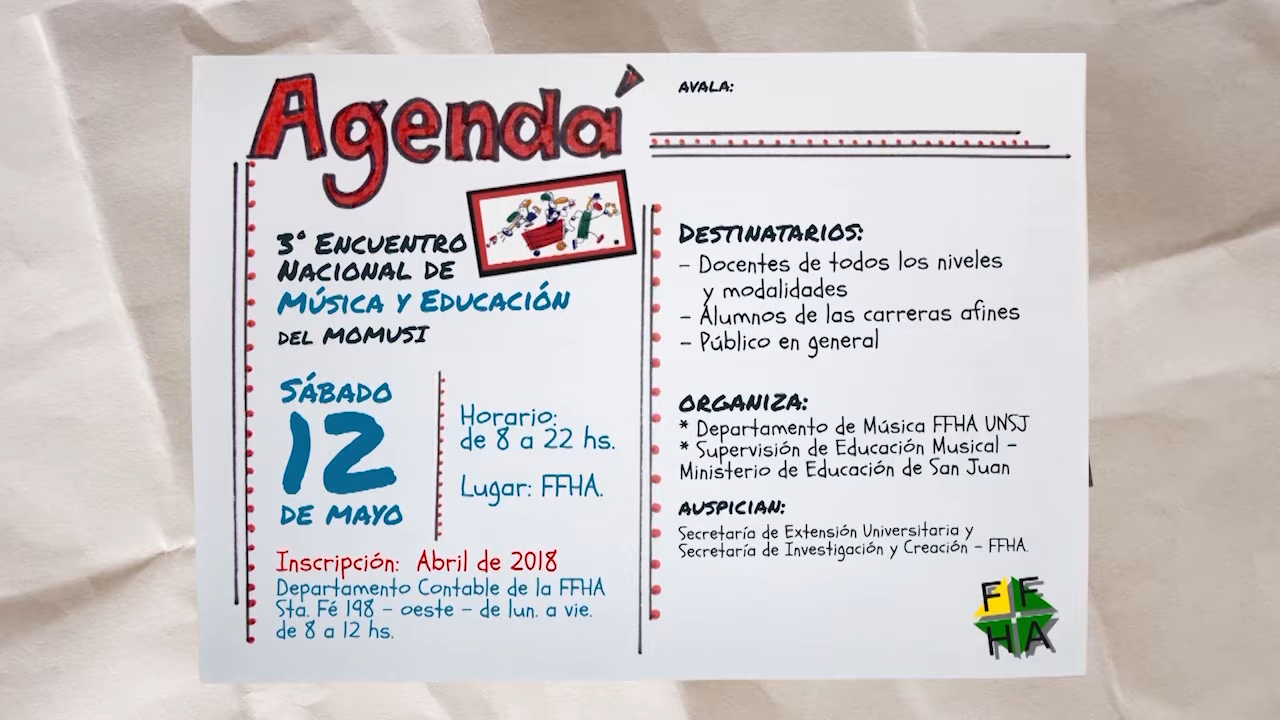 Agendá
3° ENCUENTRO
NACIONAL DE
MÚSICA Y EDUCACIÓN
DEL MOMUSI
SÁBADO
12
DE MAYO
Horario:
de 8 a 22 hs.
Lugar: FFHA.
Inscripción: Abril de 2018
Departamento Contable de la FFHA
Sta. Fé 198 - oeste - de lun. a vie.
de 8 a 12 hs.
AVALA:
DESTINATARIOS:
- Docentes de todos los niveles
y modalidades
- Alumnos de las carreras afines
- Público en general
ORGANIZA:
* Departamento de Música FFHA UNSJ
* Supervisión de Educación Musical -
Ministerio de Educación de San Juan
AUSPICIAN:
Secretaría de Extensión Universitaria y
Secretaría de Investigación y Creación - FFHA.
FF
HA